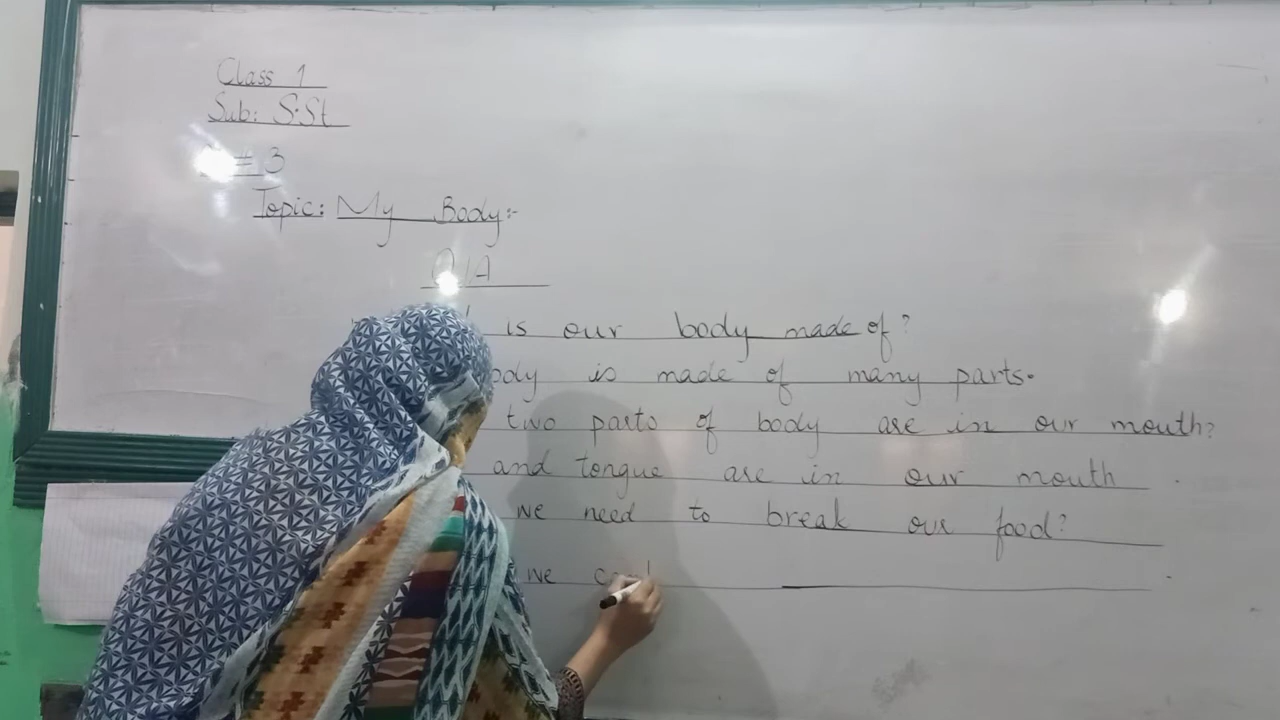 Class 1
Sub: S.St
# 3
Topic: My Body:-
Q/A
is our body made of?
body is made of many parts.
two parts of body are in our mouth?
and tongue are in our mouth.
we need to break our food?
we